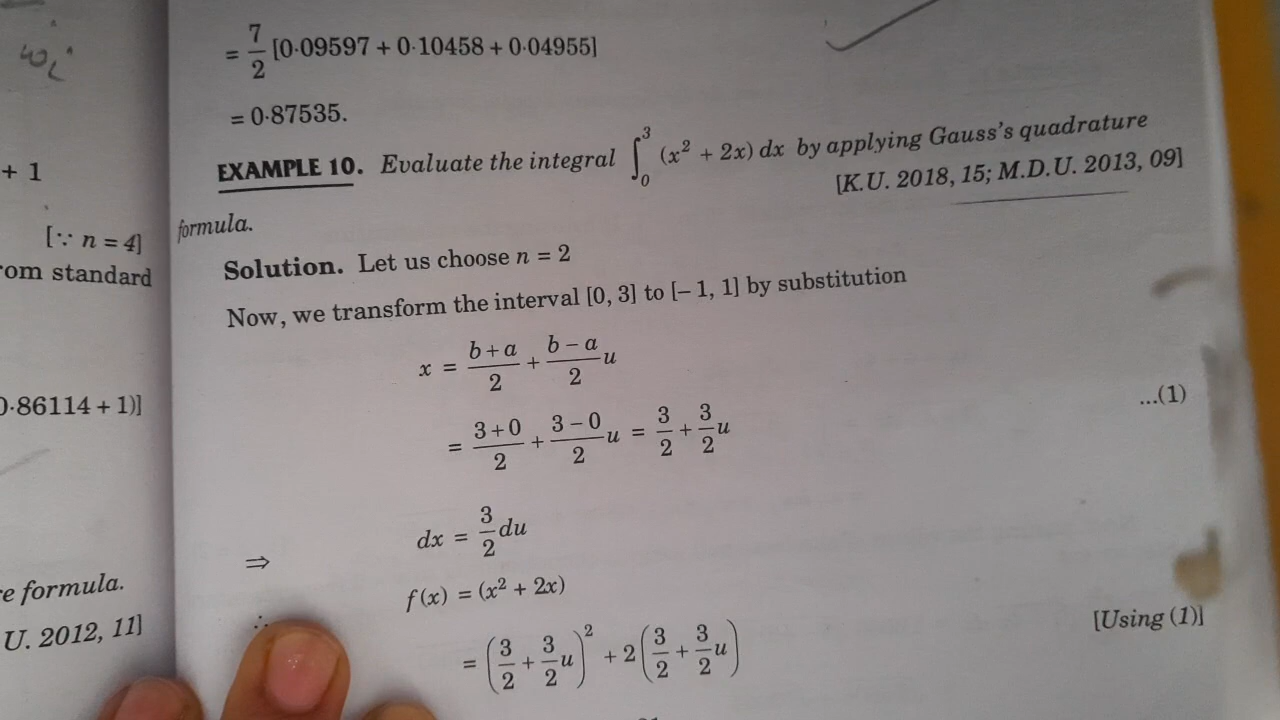 = 7/2 [0·09597 + 0·10458 + 0·04955]
= 0·87535.
EXAMPLE 10. Evaluate the integral ∫₀³ (x² + 2x) dx by applying Gauss's quadrature
[K.U. 2018, 15; M.D.U. 2013, 09]
formula.
Solution. Let us choose n = 2
Now, we transform the interval [0, 3] to [– 1, 1] by substitution
x = (b + a)/2 + (b – a)/2 u
= (3 + 0)/2 + (3 – 0)/2 u = 3/2 + 3/2 u ...(1)
⇒ dx = 3/2 du
∴ f(x) = (x² + 2x)
= (3/2 + 3/2 u)² + 2(3/2 + 3/2 u) [Using (1)]
+ 1
[∵ n = 4]
om standard
0·86114 + 1)]
e formula.
U. 2012, 11]